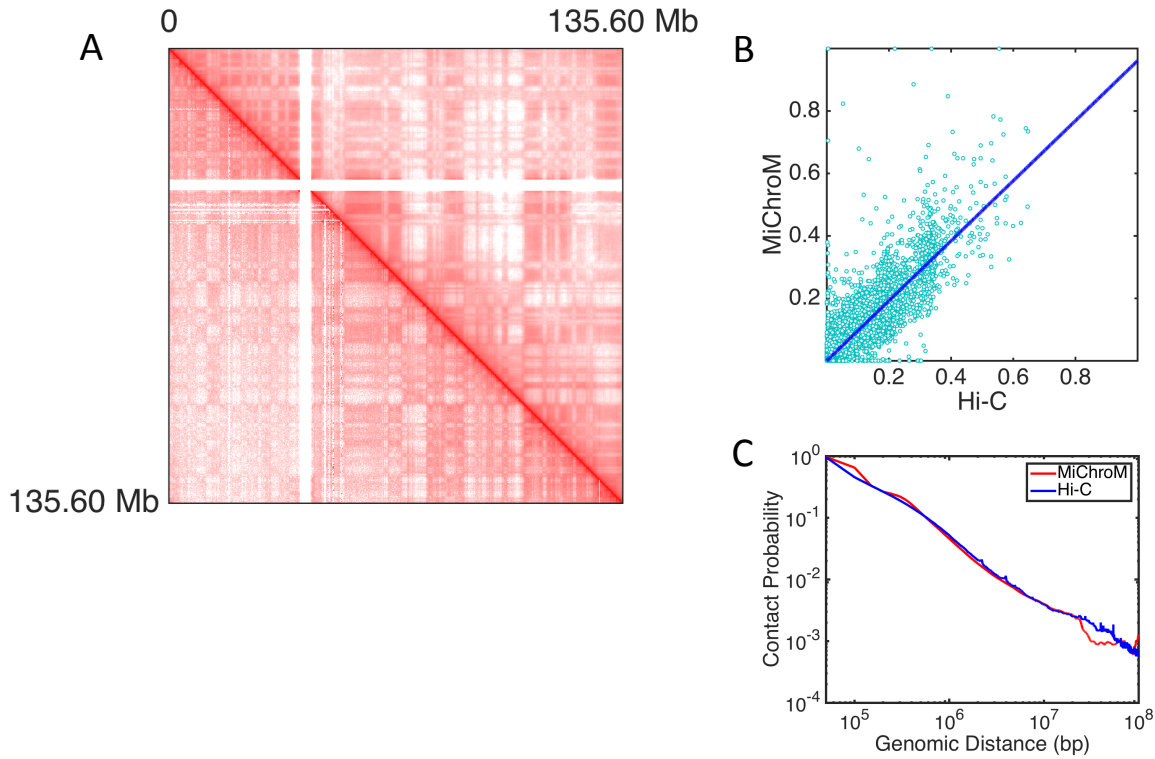 0 135.60 Mb
A
135.60 Mb
B
MiChroM
0.8
0.6
0.4
0.2
0.2 0.4 0.6 0.8
Hi-C
C
Contact Probability
10^0
10^-1
10^-2
10^-3
10^-4
MiChroM
Hi-C
10^5 10^6 10^7 10^8
Genomic Distance (bp)